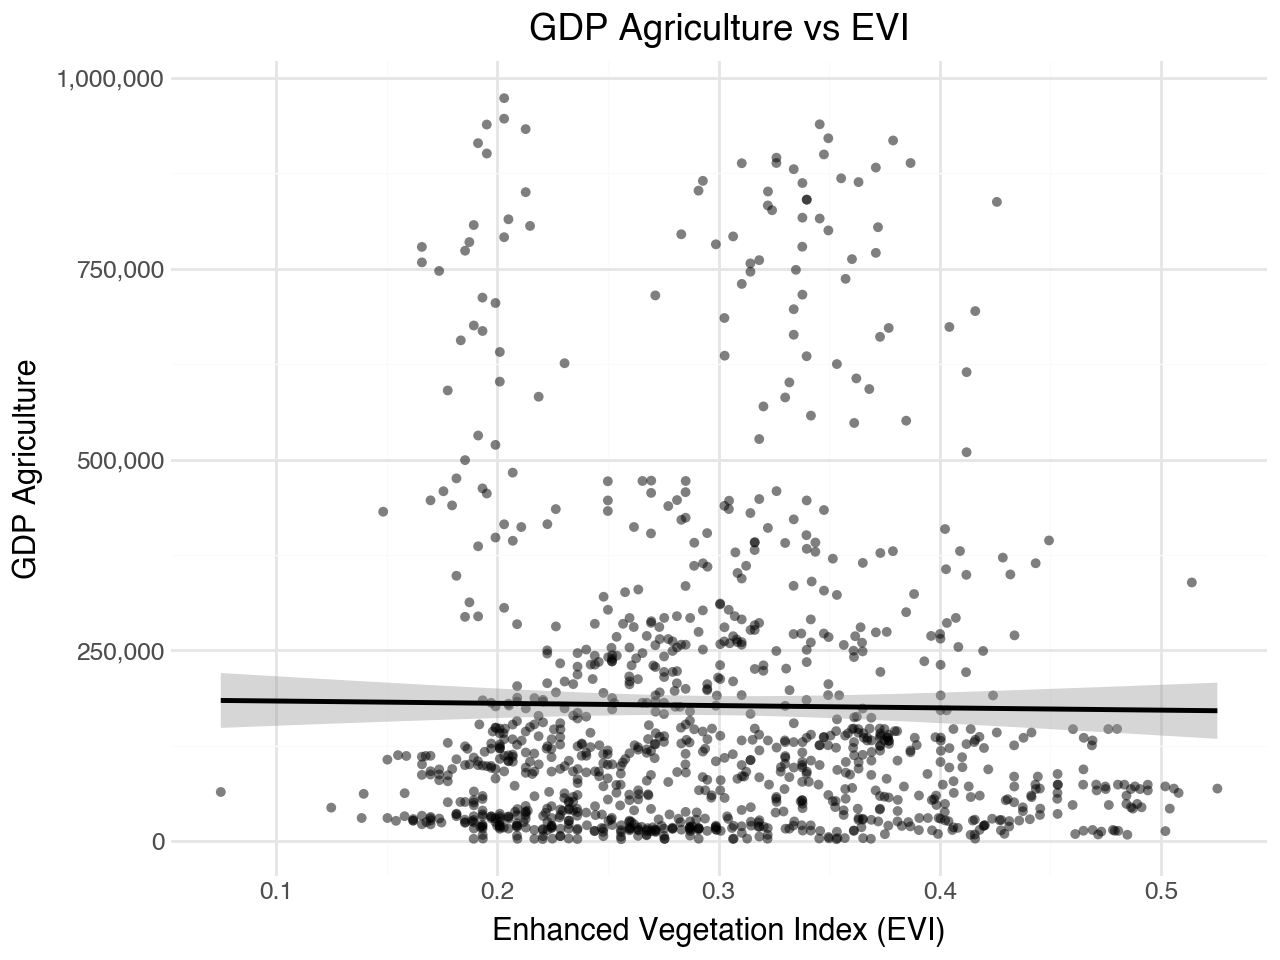 GDP Agriculture vs EVI
1,000,000
750,000
500,000
250,000
0
GDP Agriculture
0.1 0.2 0.3 0.4 0.5
Enhanced Vegetation Index (EVI)